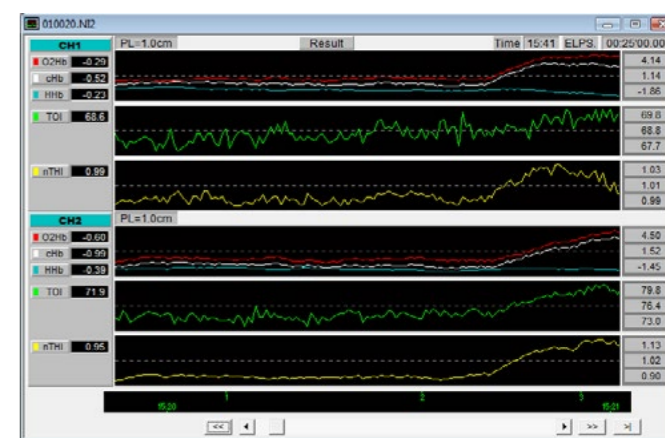 010020.NI2
CH1 PL=1.0cm Result Time 15:41 ELPS. 00:25'00.00
O2Hb -0.29 4.14
cHb -0.52 1.14
HHb -0.23 -1.86
TOI 68.6 69.8
68.8
67.7
nTHI 0.99 1.03
1.01
0.99
CH2 PL=1.0cm
O2Hb -0.60 4.50
cHb -0.99 1.52
HHb -0.39 -1.45
TOI 71.9 79.8
76.4
73.0
nTHI 0.95 1.13
1.02
0.90
1 2 3
15:20 15:21
<< >> >|